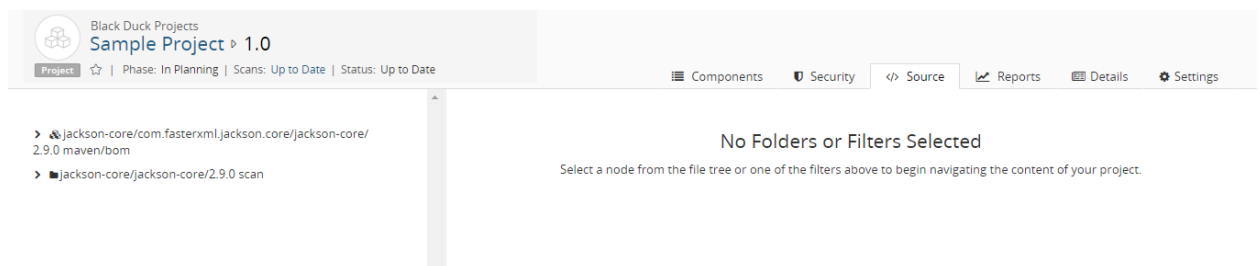 Black Duck Projects
Sample Project ▹ 1.0
Project | Phase: In Planning | Scans: Up to Date | Status: Up to Date
Components Security Source Reports Details Settings
jackson-core/com.fasterxml.jackson.core/jackson-core/
2.9.0 maven/bom
jackson-core/jackson-core/2.9.0 scan
No Folders or Filters Selected
Select a node from the file tree or one of the filters above to begin navigating the content of your project.